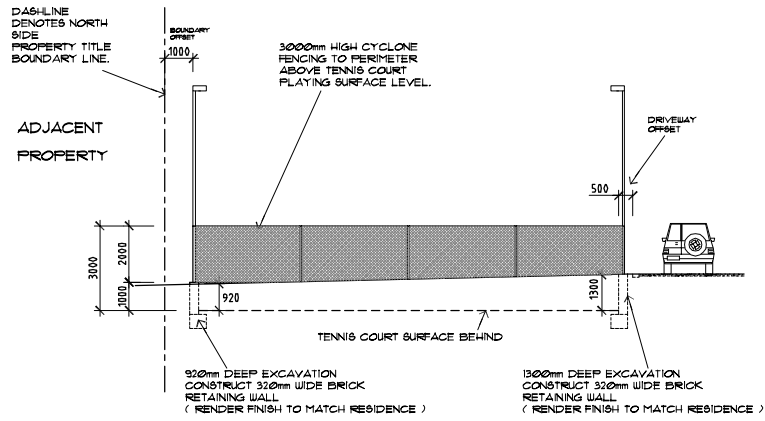 DASHLINE
DENOTES NORTH
SIDE
PROPERTY TITLE
BOUNDARY LINE.
BOUNDARY
OFFSET
1000
3000mm HIGH CYCLONE
FENCING TO PERIMETER
ABOVE TENNIS COURT
PLAYING SURFACE LEVEL.
ADJACENT
PROPERTY
DRIVEWAY
OFFSET
500
3000
2000
1000
920
1300
TENNIS COURT SURFACE BEHIND
920mm DEEP EXCAVATION
CONSTRUCT 320mm WIDE BRICK
RETAINING WALL
( RENDER FINISH TO MATCH RESIDENCE )
1300mm DEEP EXCAVATION
CONSTRUCT 320mm WIDE BRICK
RETAINING WALL
( RENDER FINISH TO MATCH RESIDENCE )